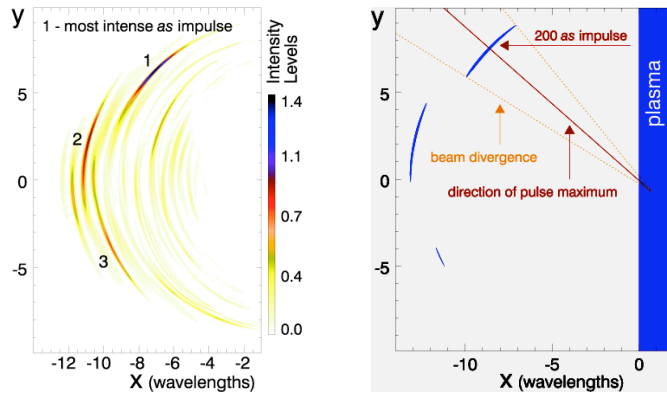 y
1 - most intense as impulse
1
2
3
5
0
-5
-12
-10
-8
-6
-4
-2
X (wavelengths)
Intensity
Levels
1.4
1.1
0.7
0.4
0.0
y
200 as impulse
plasma
beam divergence
direction of pulse maximum
5
0
-5
-10
-5
0
X (wavelengths)